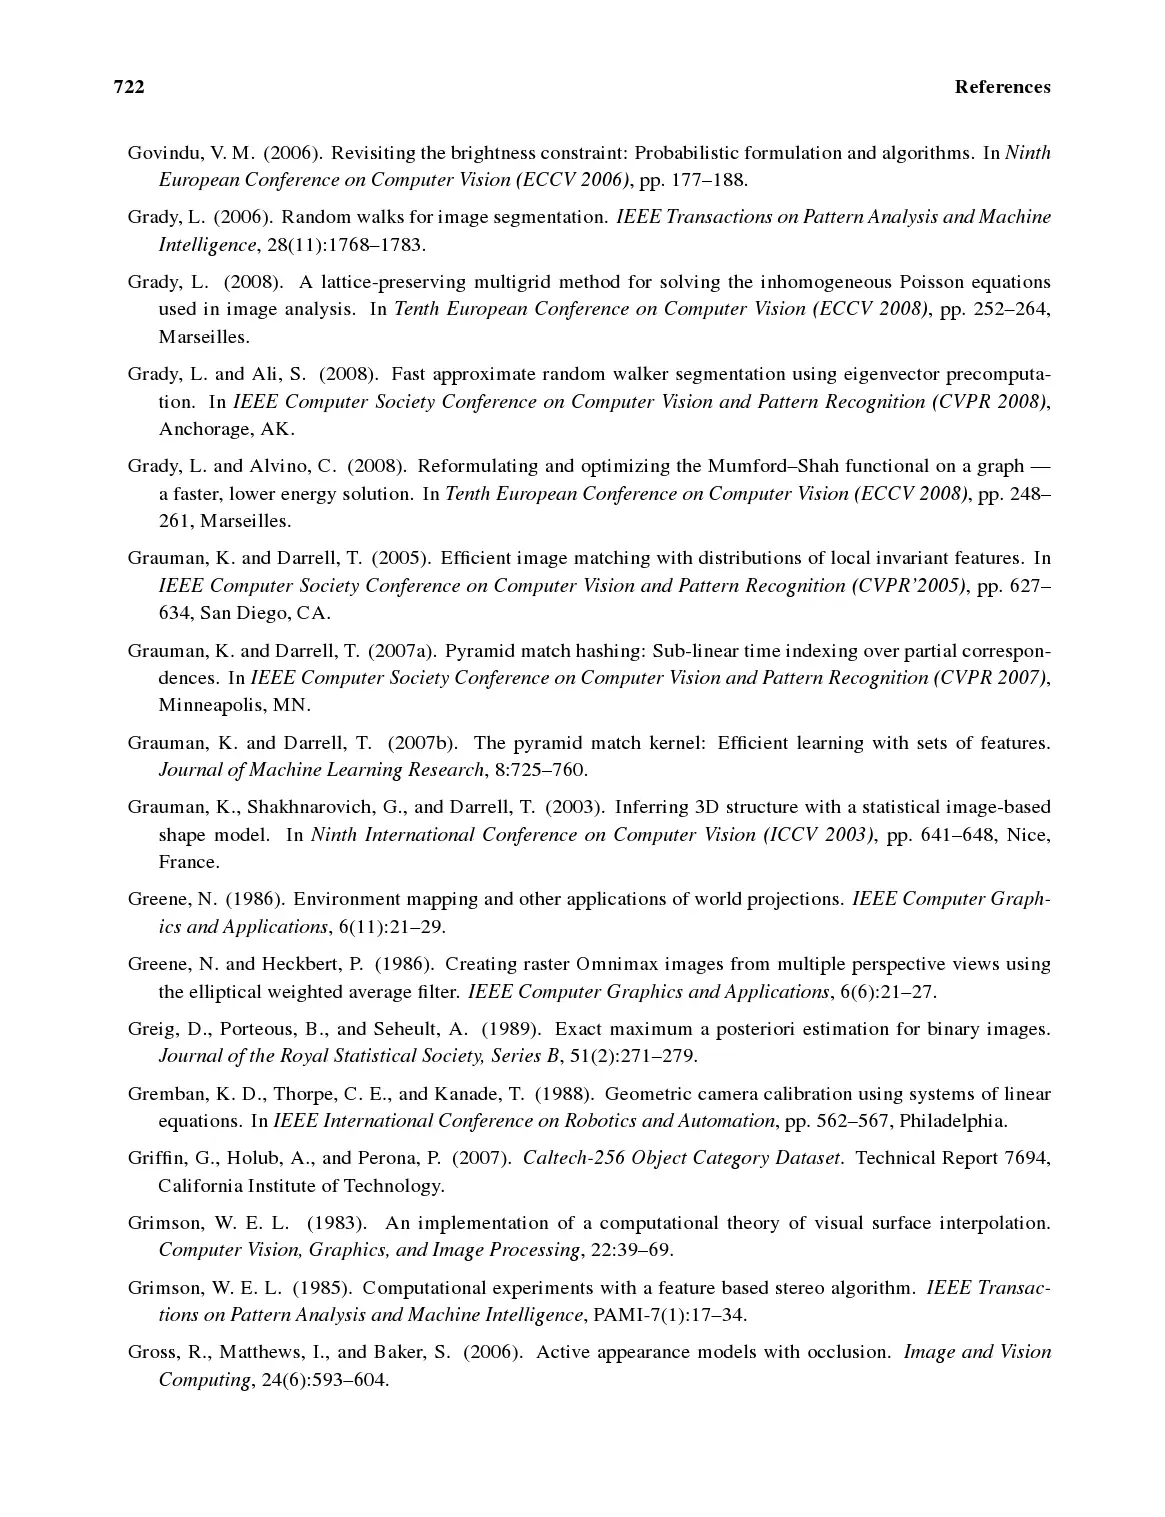 722 References
Govindu, V. M. (2006). Revisiting the brightness constraint: Probabilistic formulation and algorithms. In Ninth
European Conference on Computer Vision (ECCV 2006), pp. 177–188.
Grady, L. (2006). Random walks for image segmentation. IEEE Transactions on Pattern Analysis and Machine
Intelligence, 28(11):1768–1783.
Grady, L. (2008). A lattice-preserving multigrid method for solving the inhomogeneous Poisson equations
used in image analysis. In Tenth European Conference on Computer Vision (ECCV 2008), pp. 252–264,
Marseilles.
Grady, L. and Ali, S. (2008). Fast approximate random walker segmentation using eigenvector precomputa-
tion. In IEEE Computer Society Conference on Computer Vision and Pattern Recognition (CVPR 2008),
Anchorage, AK.
Grady, L. and Alvino, C. (2008). Reformulating and optimizing the Mumford–Shah functional on a graph —
a faster, lower energy solution. In Tenth European Conference on Computer Vision (ECCV 2008), pp. 248–
261, Marseilles.
Grauman, K. and Darrell, T. (2005). Efficient image matching with distributions of local invariant features. In
IEEE Computer Society Conference on Computer Vision and Pattern Recognition (CVPR’2005), pp. 627–
634, San Diego, CA.
Grauman, K. and Darrell, T. (2007a). Pyramid match hashing: Sub-linear time indexing over partial correspon-
dences. In IEEE Computer Society Conference on Computer Vision and Pattern Recognition (CVPR 2007),
Minneapolis, MN.
Grauman, K. and Darrell, T. (2007b). The pyramid match kernel: Efficient learning with sets of features.
Journal of Machine Learning Research, 8:725–760.
Grauman, K., Shakhnarovich, G., and Darrell, T. (2003). Inferring 3D structure with a statistical image-based
shape model. In Ninth International Conference on Computer Vision (ICCV 2003), pp. 641–648, Nice,
France.
Greene, N. (1986). Environment mapping and other applications of world projections. IEEE Computer Graph-
ics and Applications, 6(11):21–29.
Greene, N. and Heckbert, P. (1986). Creating raster Omnimax images from multiple perspective views using
the elliptical weighted average filter. IEEE Computer Graphics and Applications, 6(6):21–27.
Greig, D., Porteous, B., and Seheult, A. (1989). Exact maximum a posteriori estimation for binary images.
Journal of the Royal Statistical Society, Series B, 51(2):271–279.
Gremban, K. D., Thorpe, C. E., and Kanade, T. (1988). Geometric camera calibration using systems of linear
equations. In IEEE International Conference on Robotics and Automation, pp. 562–567, Philadelphia.
Griffin, G., Holub, A., and Perona, P. (2007). Caltech-256 Object Category Dataset. Technical Report 7694,
California Institute of Technology.
Grimson, W. E. L. (1983). An implementation of a computational theory of visual surface interpolation.
Computer Vision, Graphics, and Image Processing, 22:39–69.
Grimson, W. E. L. (1985). Computational experiments with a feature based stereo algorithm. IEEE Transac-
tions on Pattern Analysis and Machine Intelligence, PAMI-7(1):17–34.
Gross, R., Matthews, I., and Baker, S. (2006). Active appearance models with occlusion. Image and Vision
Computing, 24(6):593–604.